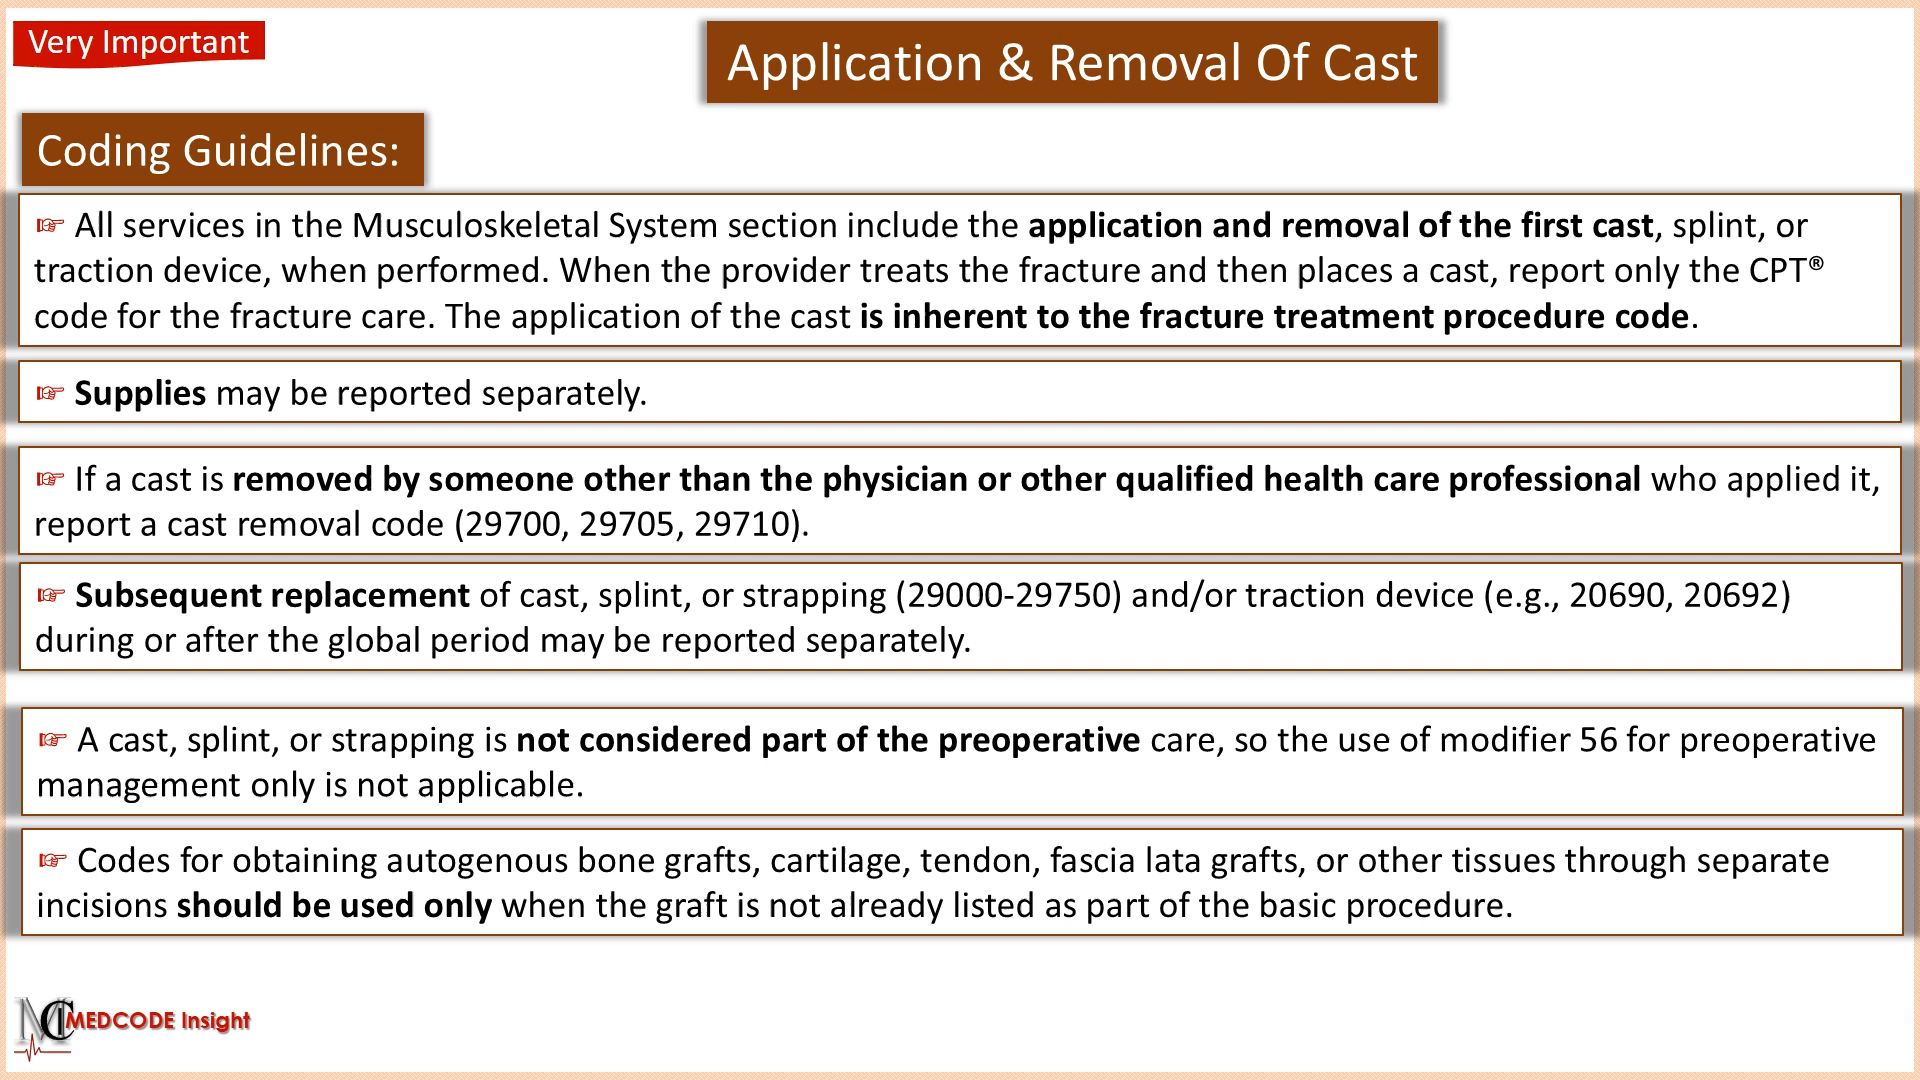 Very Important
Application & Removal Of Cast
Coding Guidelines:
☞ All services in the Musculoskeletal System section include the application and removal of the first cast, splint, or
traction device, when performed. When the provider treats the fracture and then places a cast, report only the CPT®
code for the fracture care. The application of the cast is inherent to the fracture treatment procedure code.
☞ Supplies may be reported separately.
☞ If a cast is removed by someone other than the physician or other qualified health care professional who applied it,
report a cast removal code (29700, 29705, 29710).
☞ Subsequent replacement of cast, splint, or strapping (29000-29750) and/or traction device (e.g., 20690, 20692)
during or after the global period may be reported separately.
☞ A cast, splint, or strapping is not considered part of the preoperative care, so the use of modifier 56 for preoperative
management only is not applicable.
☞ Codes for obtaining autogenous bone grafts, cartilage, tendon, fascia lata grafts, or other tissues through separate
incisions should be used only when the graft is not already listed as part of the basic procedure.
MCI MEDCODE Insight